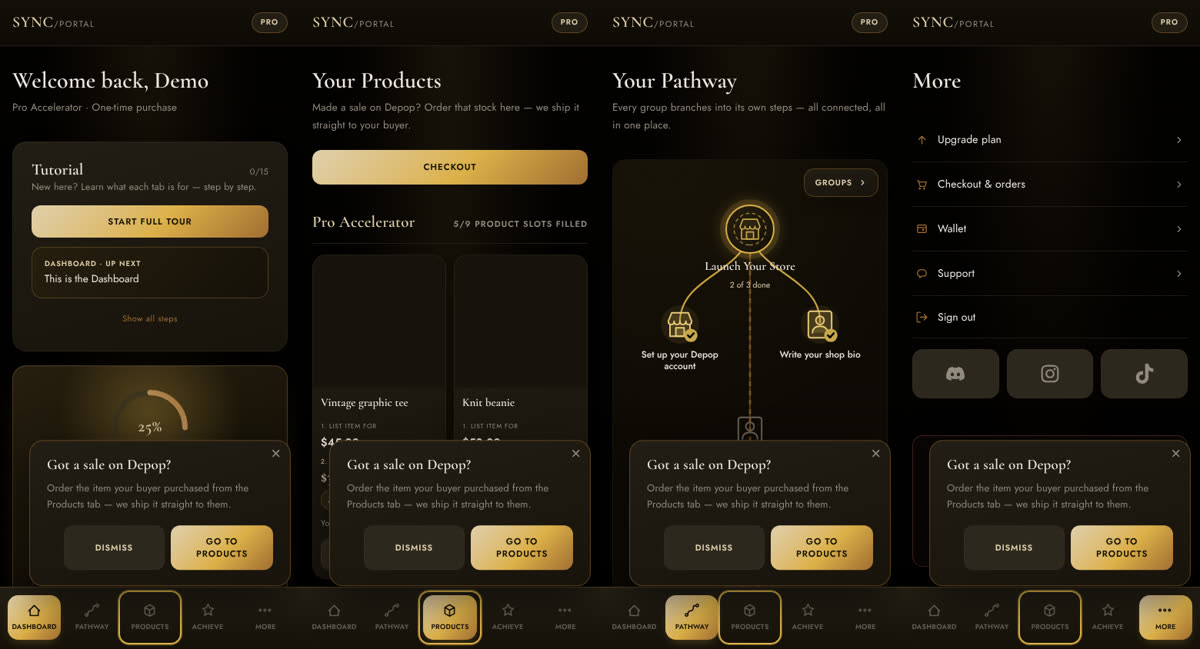 SYNC/PORTAL
PRO
Welcome back, Demo
Pro Accelerator · One-time purchase
Tutorial
0/15
New here? Learn what each tab is for — step by step.
START FULL TOUR
DASHBOARD · UP NEXT
This is the Dashboard
Show all steps
25%
Got a sale on Depop?
Order the item your buyer purchased from the
Products tab — we ship it straight to them.
DISMISS
GO TO
PRODUCTS
DASHBOARD
PATHWAY
PRODUCTS
ACHIEVE
MORE
SYNC/PORTAL
PRO
Your Products
Made a sale on Depop? Order that stock here — we ship it
straight to your buyer.
CHECKOUT
Pro Accelerator
5/9 PRODUCT SLOTS FILLED
Vintage graphic tee
1. LIST ITEM FOR
Knit beanie
1. LIST ITEM FOR
Got a sale on Depop?
Order the item your buyer purchased from the
Products tab — we ship it straight to them.
DISMISS
GO TO
PRODUCTS
DASHBOARD
PATHWAY
PRODUCTS
ACHIEVE
MORE
SYNC/PORTAL
PRO
Your Pathway
Every group branches into its own steps — all connected, all
in one place.
GROUPS
Launch Your Store
2 of 3 done
Set up your Depop
account
Write your shop bio
Got a sale on Depop?
Order the item your buyer purchased from the
Products tab — we ship it straight to them.
DISMISS
GO TO
PRODUCTS
DASHBOARD
PATHWAY
PRODUCTS
ACHIEVE
MORE
SYNC/PORTAL
PRO
More
Upgrade plan
Checkout & orders
Wallet
Support
Sign out
Got a sale on Depop?
Order the item your buyer purchased from the
Products tab — we ship it straight to them.
DISMISS
GO TO
PRODUCTS
DASHBOARD
PATHWAY
PRODUCTS
ACHIEVE
MORE